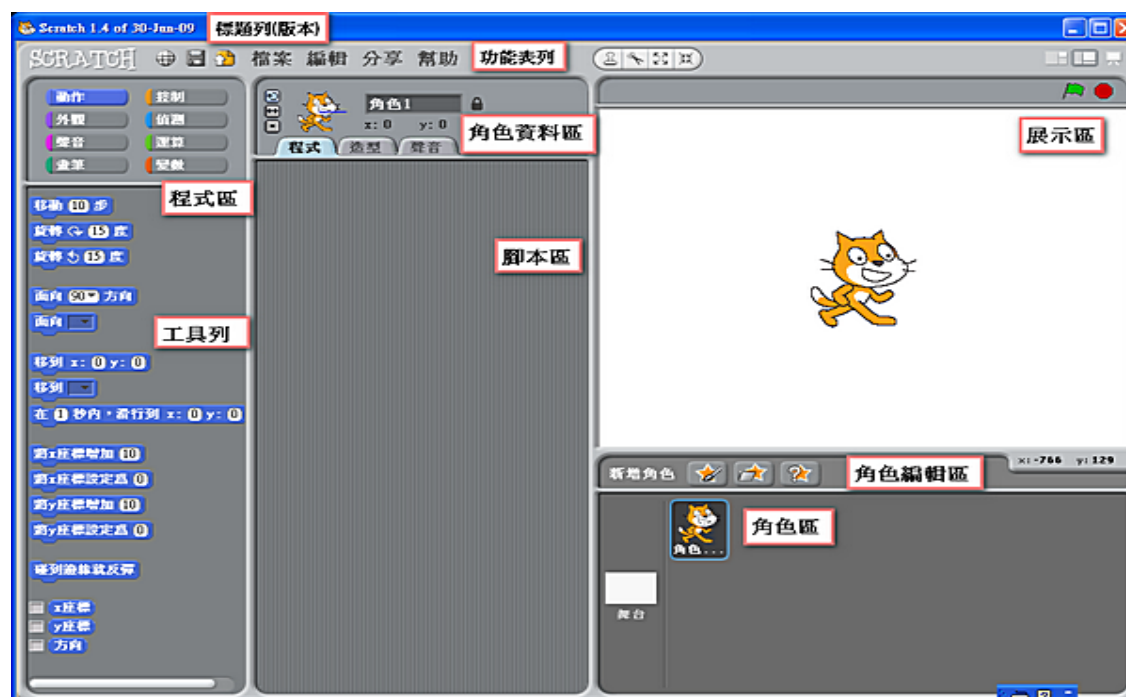 Scratch 1.4 of 30-Jun-09 標題列(版本)
SCRATCH 檔案 編輯 分享 幫助 功能表列
動作 控制
外觀 偵測
聲音 運算
畫筆 變數
程式區
角色1
x: 0 y: 0
角色資料區
程式 造型 聲音
展示區
腳本區
移動 10 步
旋轉 15 度
旋轉 15 度
面向 90 方向
面向
工具列
移到 x: 0 y: 0
移到
在 1 秒內,滑行到 x: 0 y: 0
將x座標增加 10
將x座標設定為 0
將y座標增加 10
將y座標設定為 0
碰到邊緣就反彈
x座標
y座標
方向
x: -766 y: 129
新增角色 角色編輯區
角色...
角色區
舞台